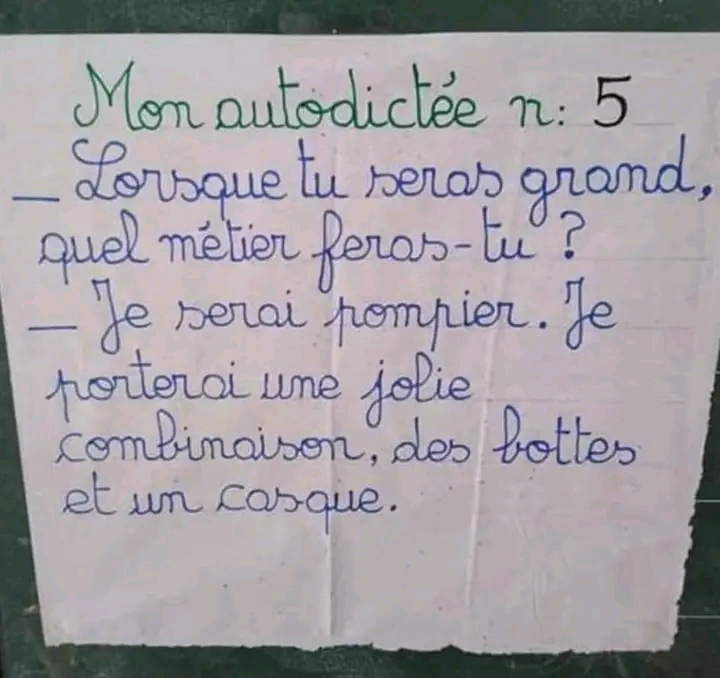 Mon autodictée n: 5
_ Lorsque tu seras grand,
quel métier feras-tu ?
_ Je serai pompier. Je
porterai une jolie
combinaison, des bottes
et un casque.